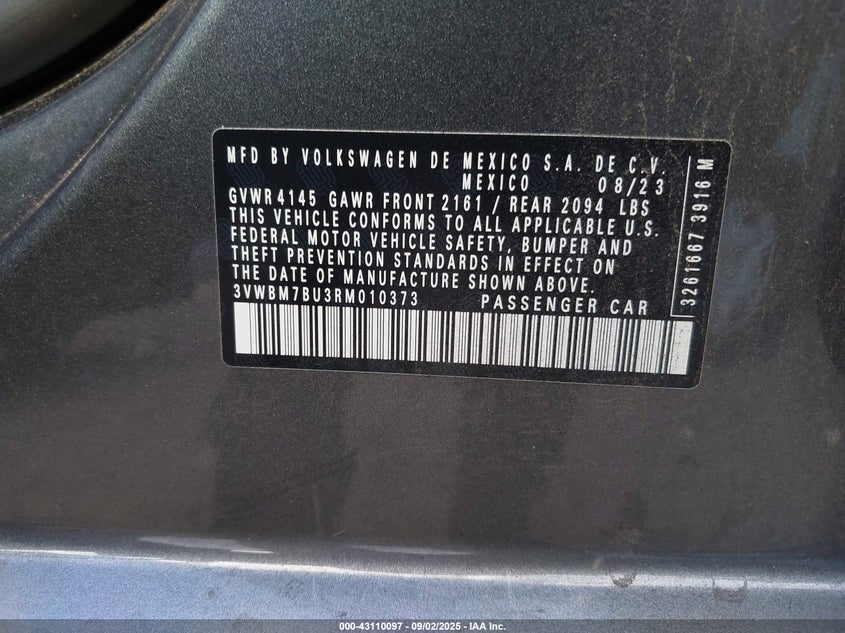 MFD BY VOLKSWAGEN DE MEXICO S.A. DE C.V.
MEXICO 08/23
GVWR 4145 GAWR FRONT 2161 / REAR 2094 LBS
THIS VEHICLE CONFORMS TO ALL APPLICABLE U.S.
FEDERAL MOTOR VEHICLE SAFETY, BUMPER AND
THEFT PREVENTION STANDARDS IN EFFECT ON
THE DATE OF MANUFACTURE SHOWN ABOVE.
3VWBM7BU3RM010373 PASSENGER CAR
3261667 3916 M
000-43110097 - 09/02/2025 - IAA Inc.